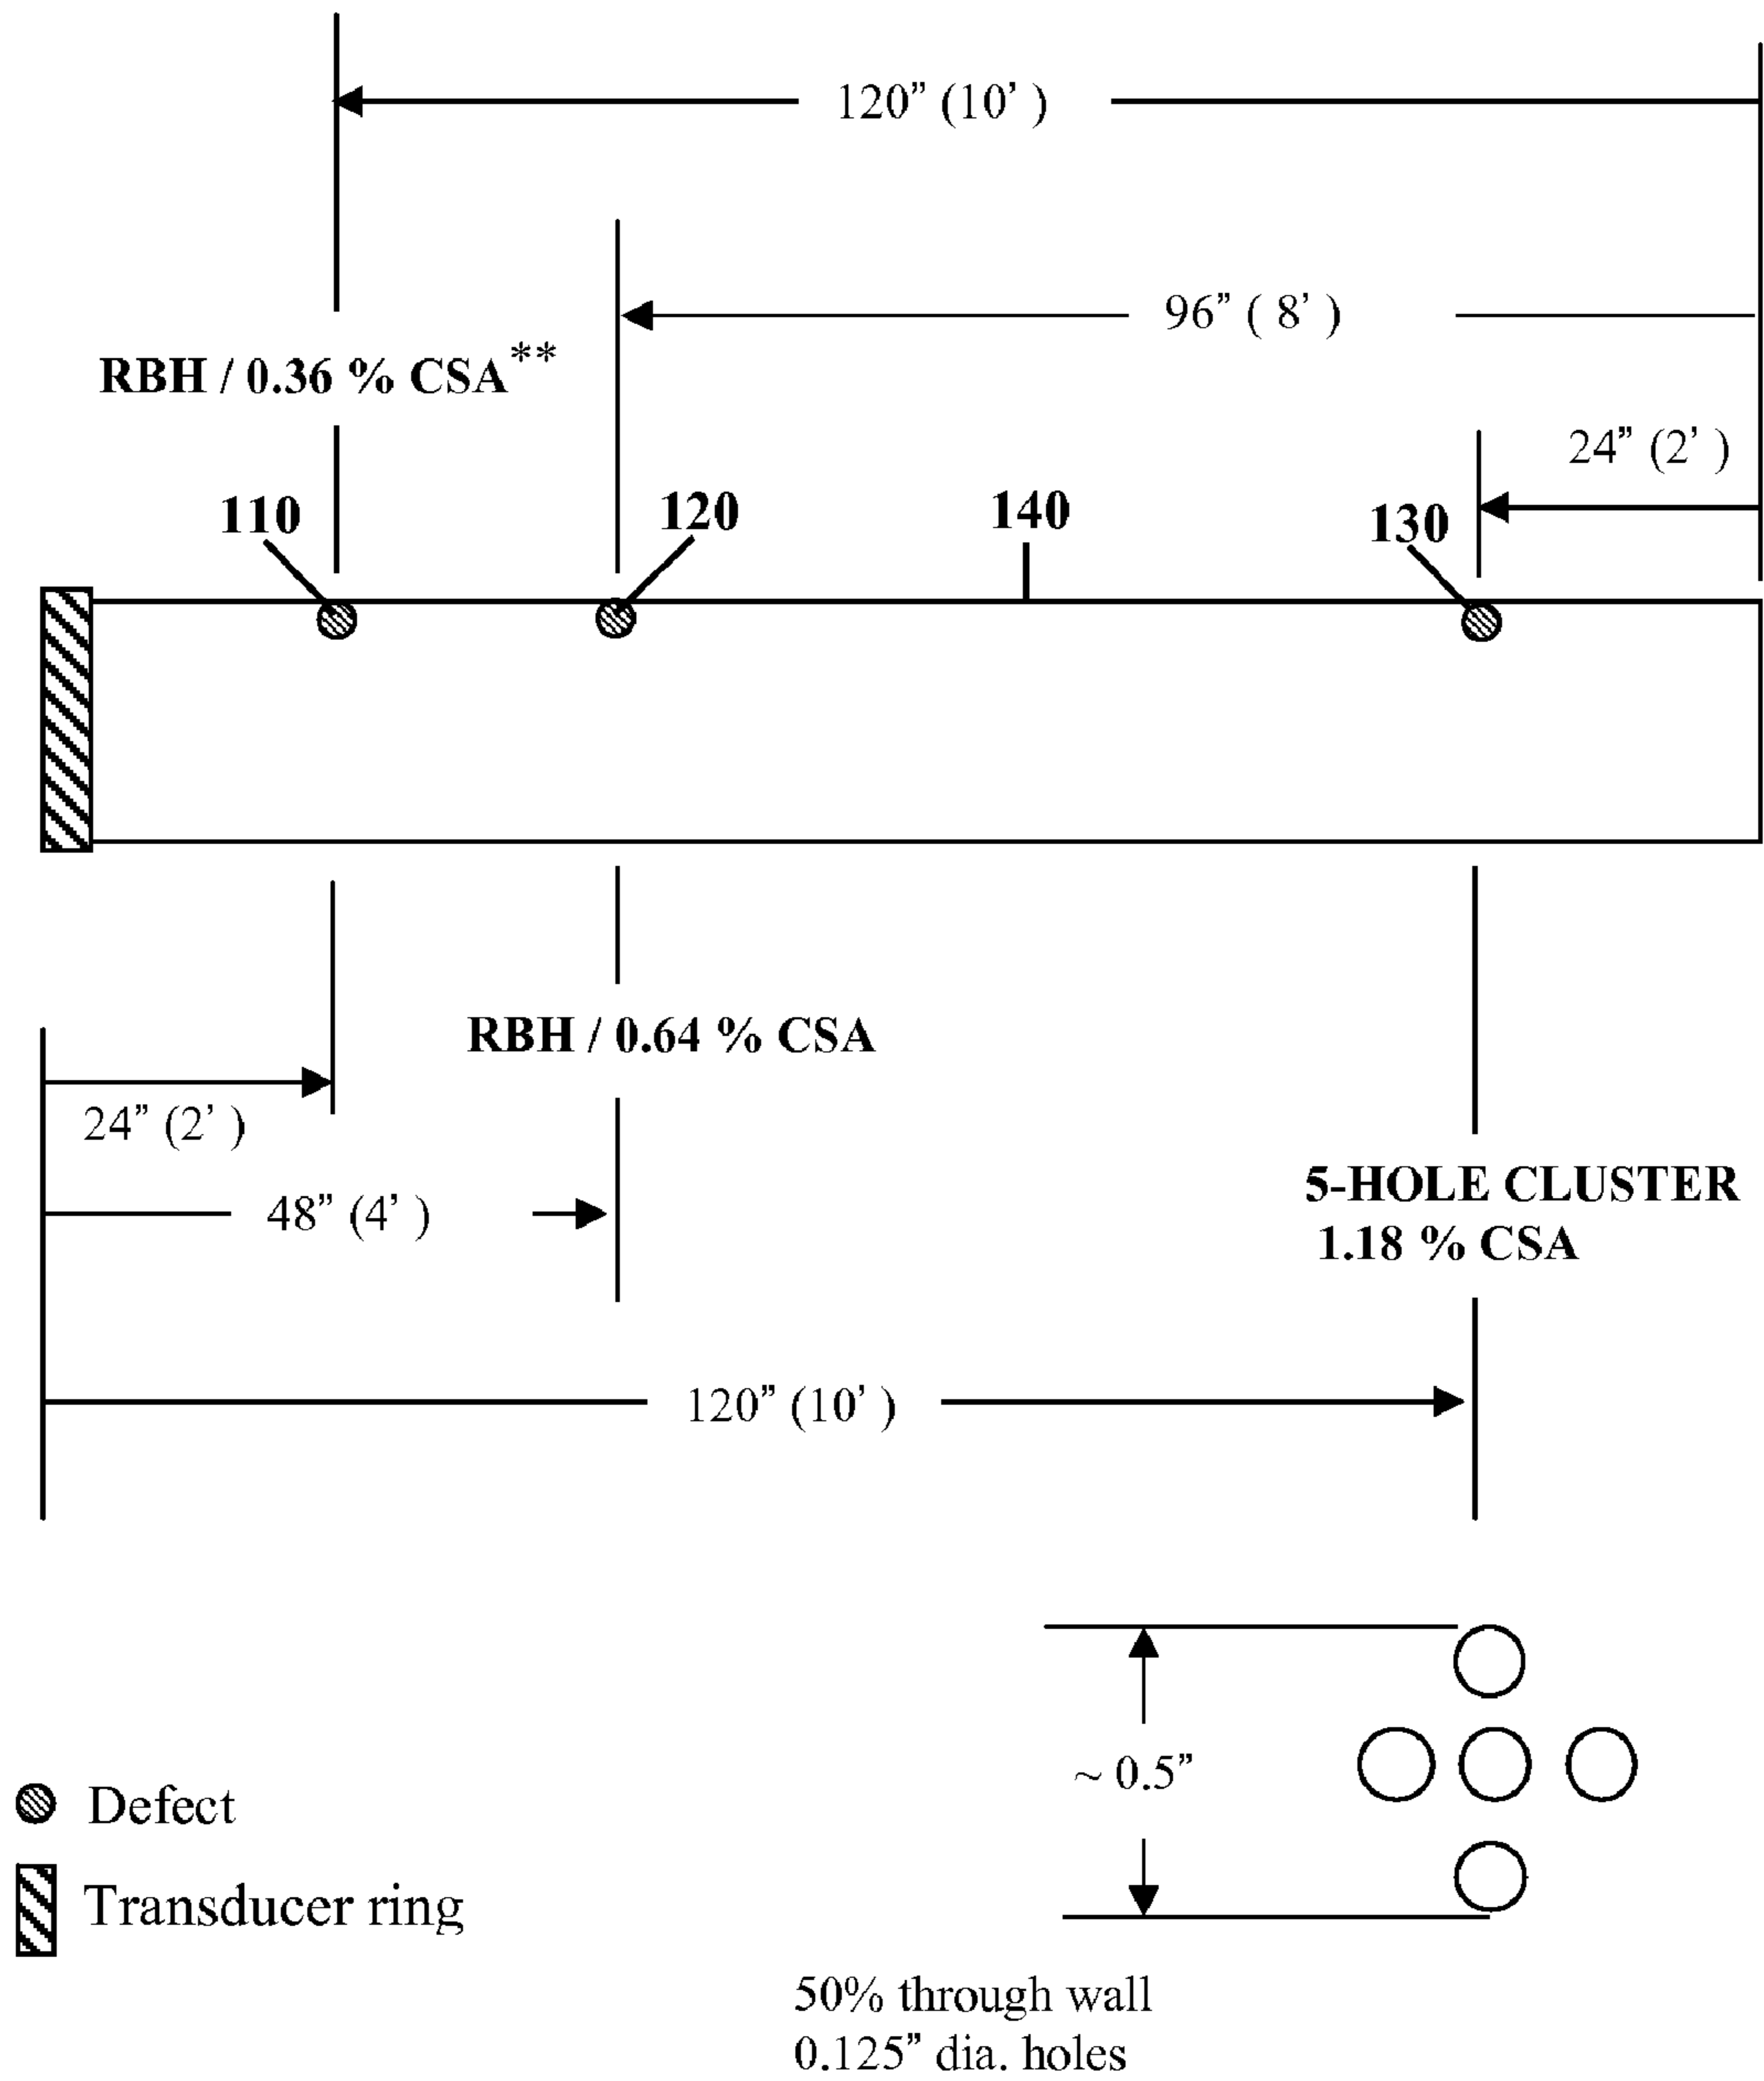 120” (10’ )
96” ( 8’ )
RBH / 0.36 % CSA**
24” (2’ )
110
120
140
130
RBH / 0.64 % CSA
24” (2’ )
48” (4’ )
5-HOLE CLUSTER
1.18 % CSA
120” (10’ )
~ 0.5”
Defect
Transducer ring
50% through wall
0.125” dia. holes